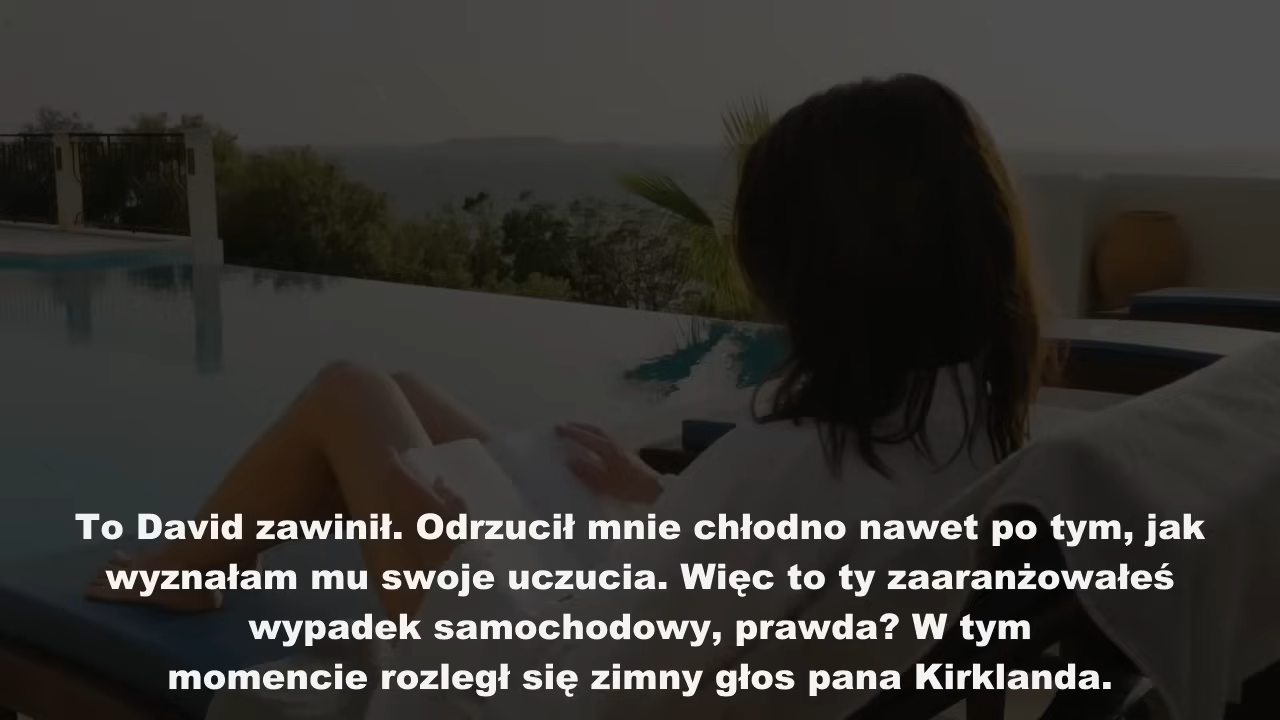 To David zawinił. Odrzucił mnie chłodno nawet po tym, jak
wyznałam mu swoje uczucia. Więc to ty zaaranżowałeś
wypadek samochodowy, prawda? W tym
momencie rozległ się zimny głos pana Kirklanda.